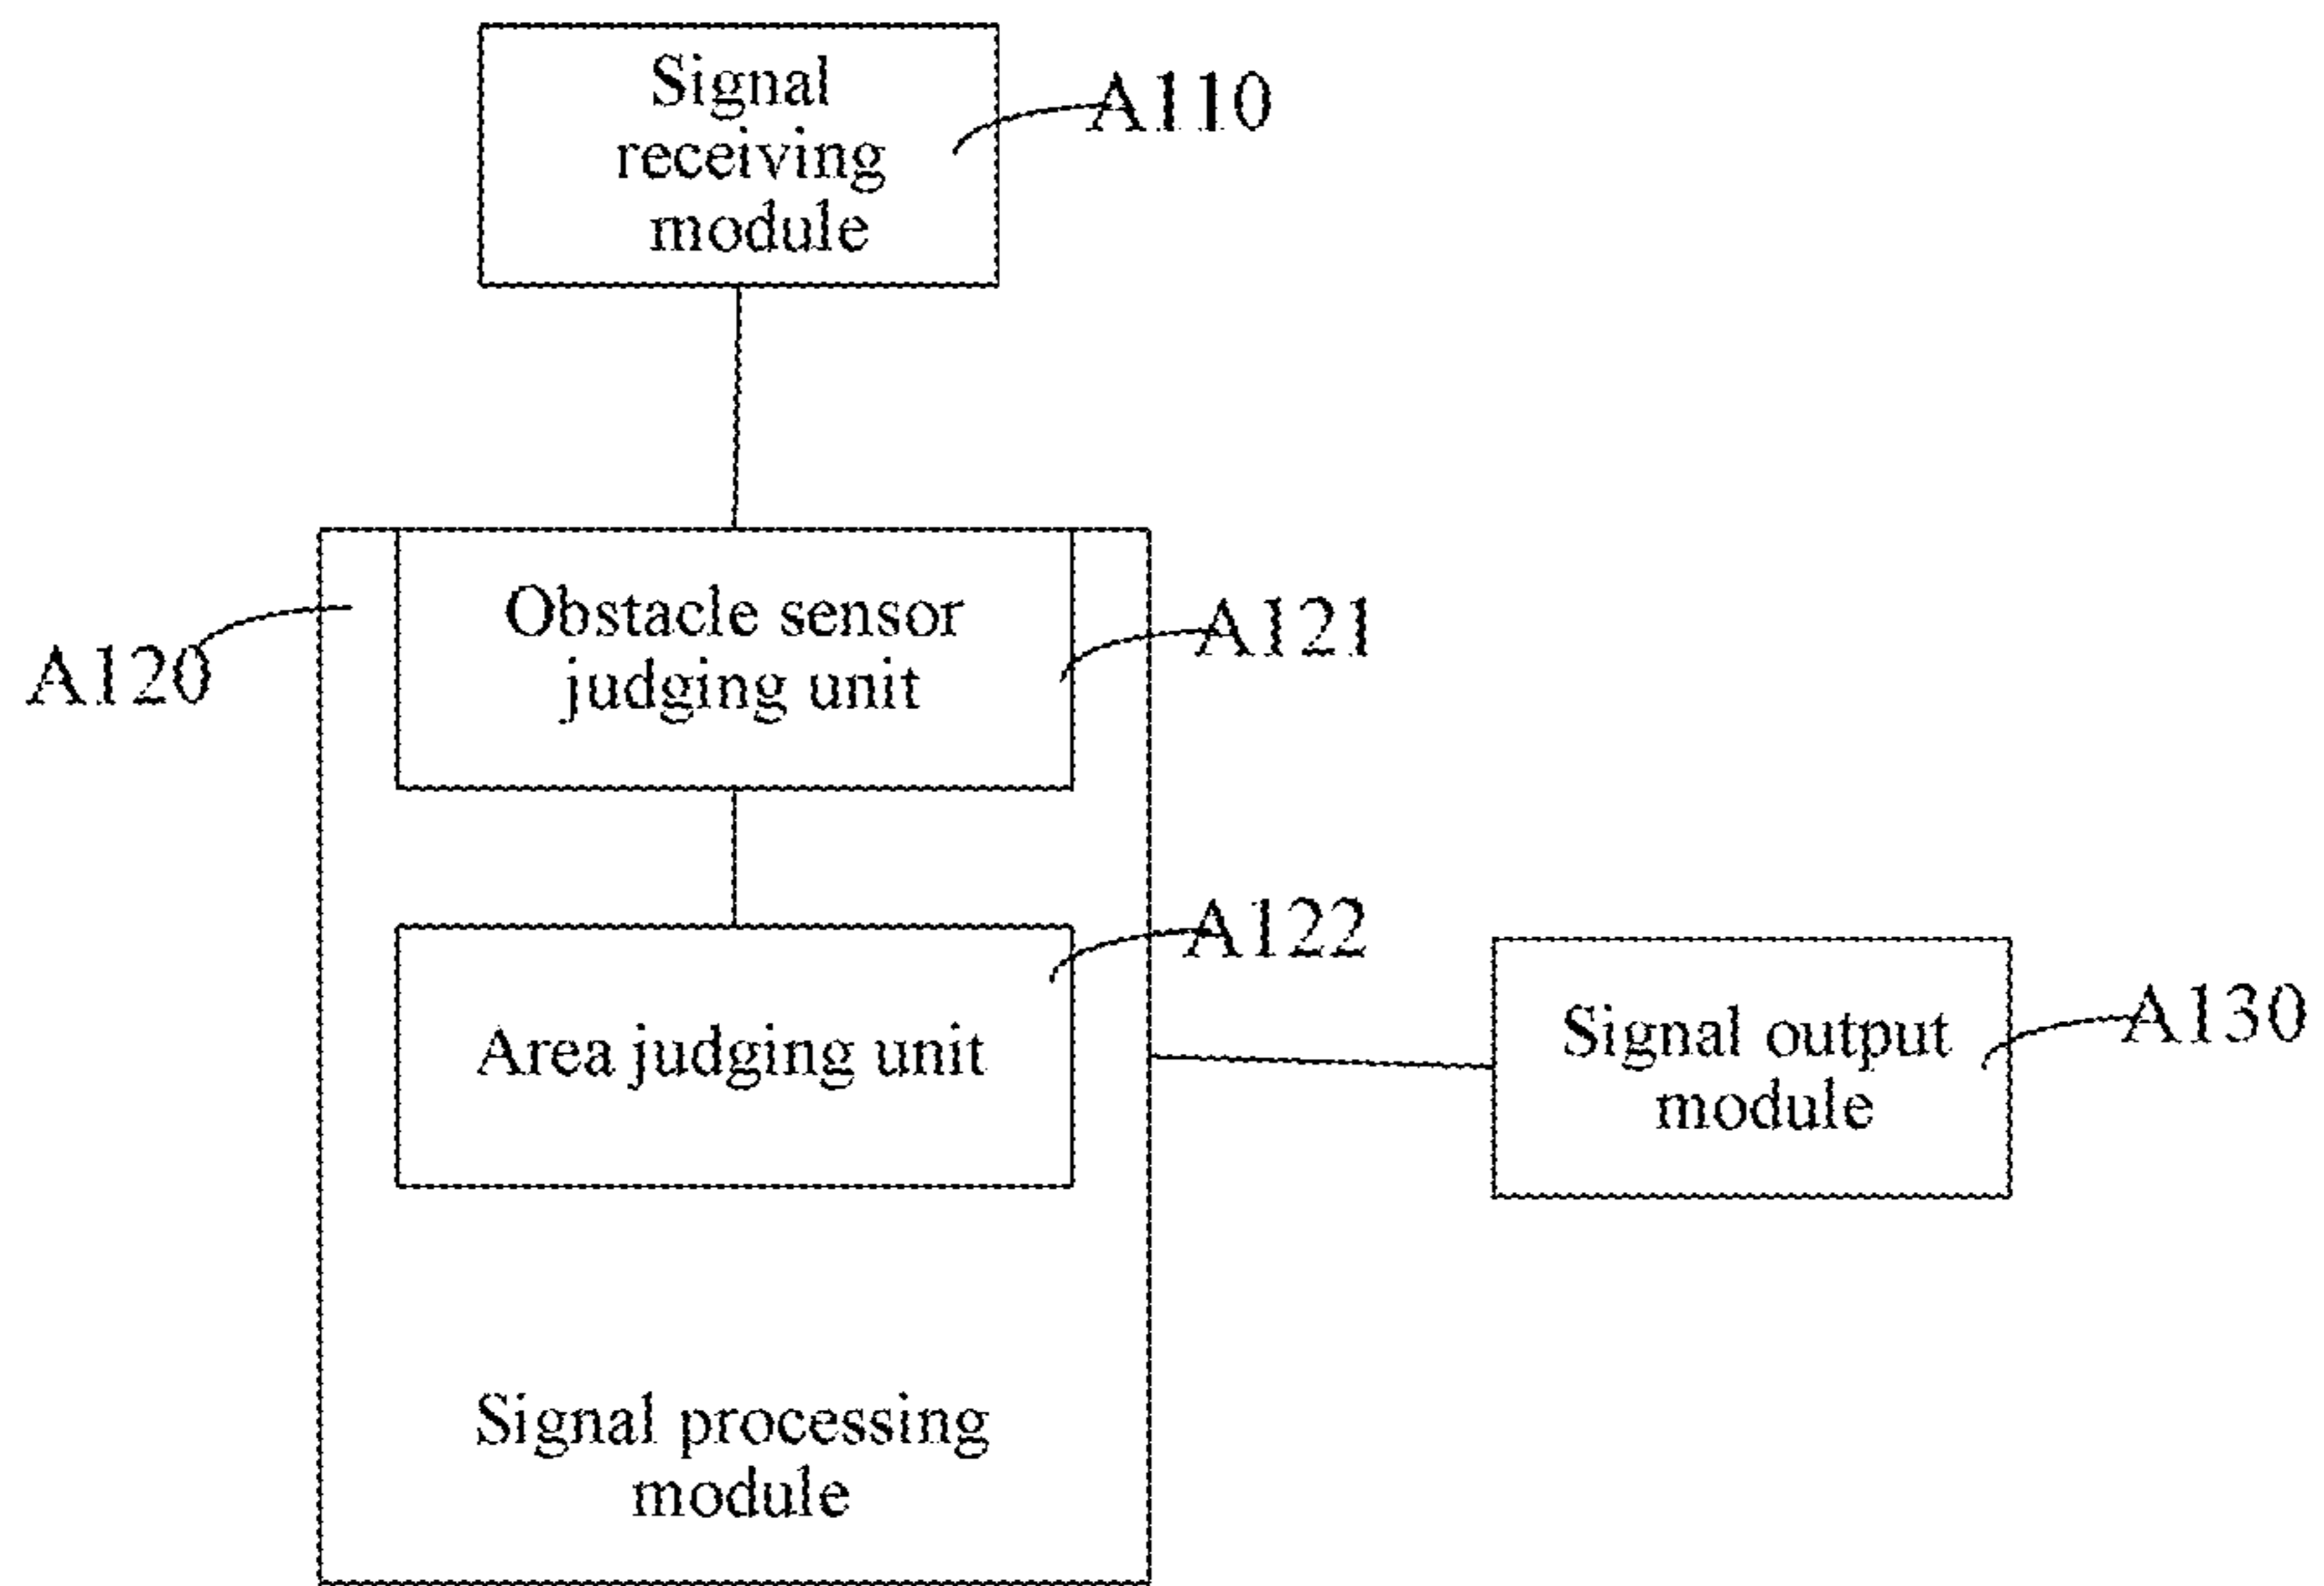 Signal
receiving
module
A110
Obstacle sensor
judging unit
A121
A120
A122
Area judging unit
Signal output
module
A130
Signal processing
module